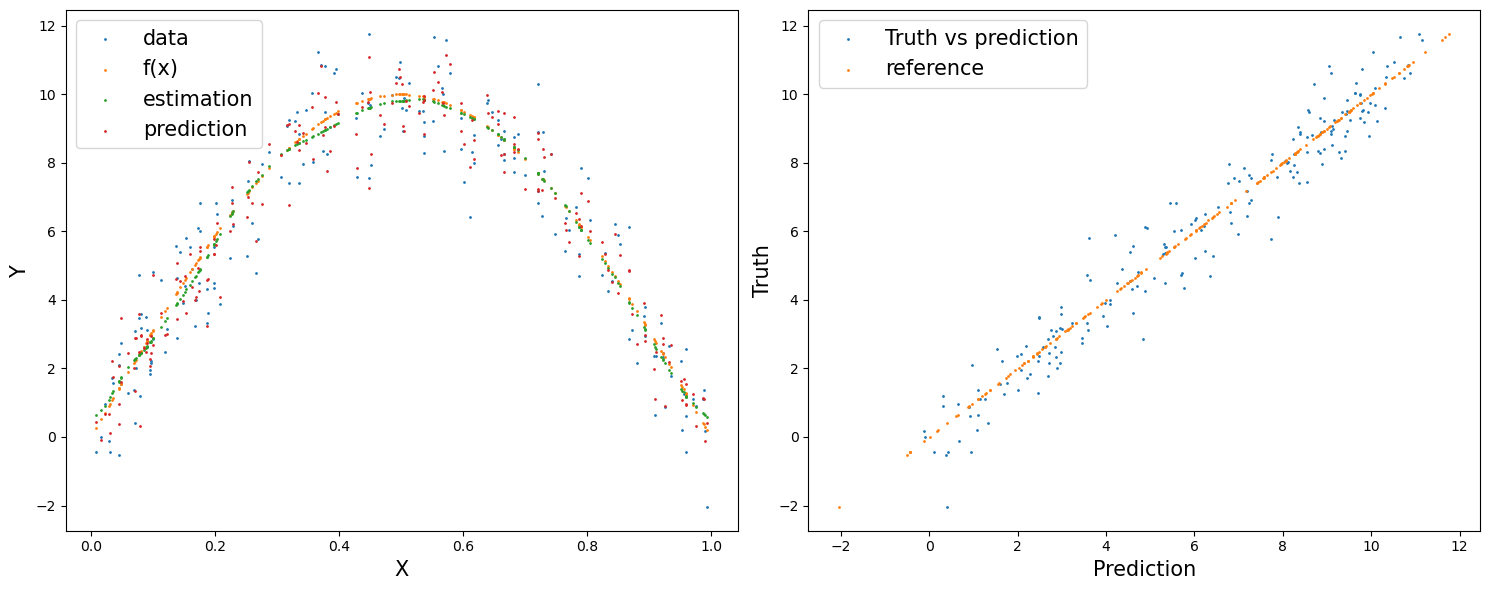 data
f(x)
estimation
prediction
12
10
8
6
4
2
0
−2
Y
0.0 0.2 0.4 0.6 0.8 1.0
X
Truth vs prediction
reference
12
10
8
6
4
2
0
−2
Truth
−2 0 2 4 6 8 10 12
Prediction